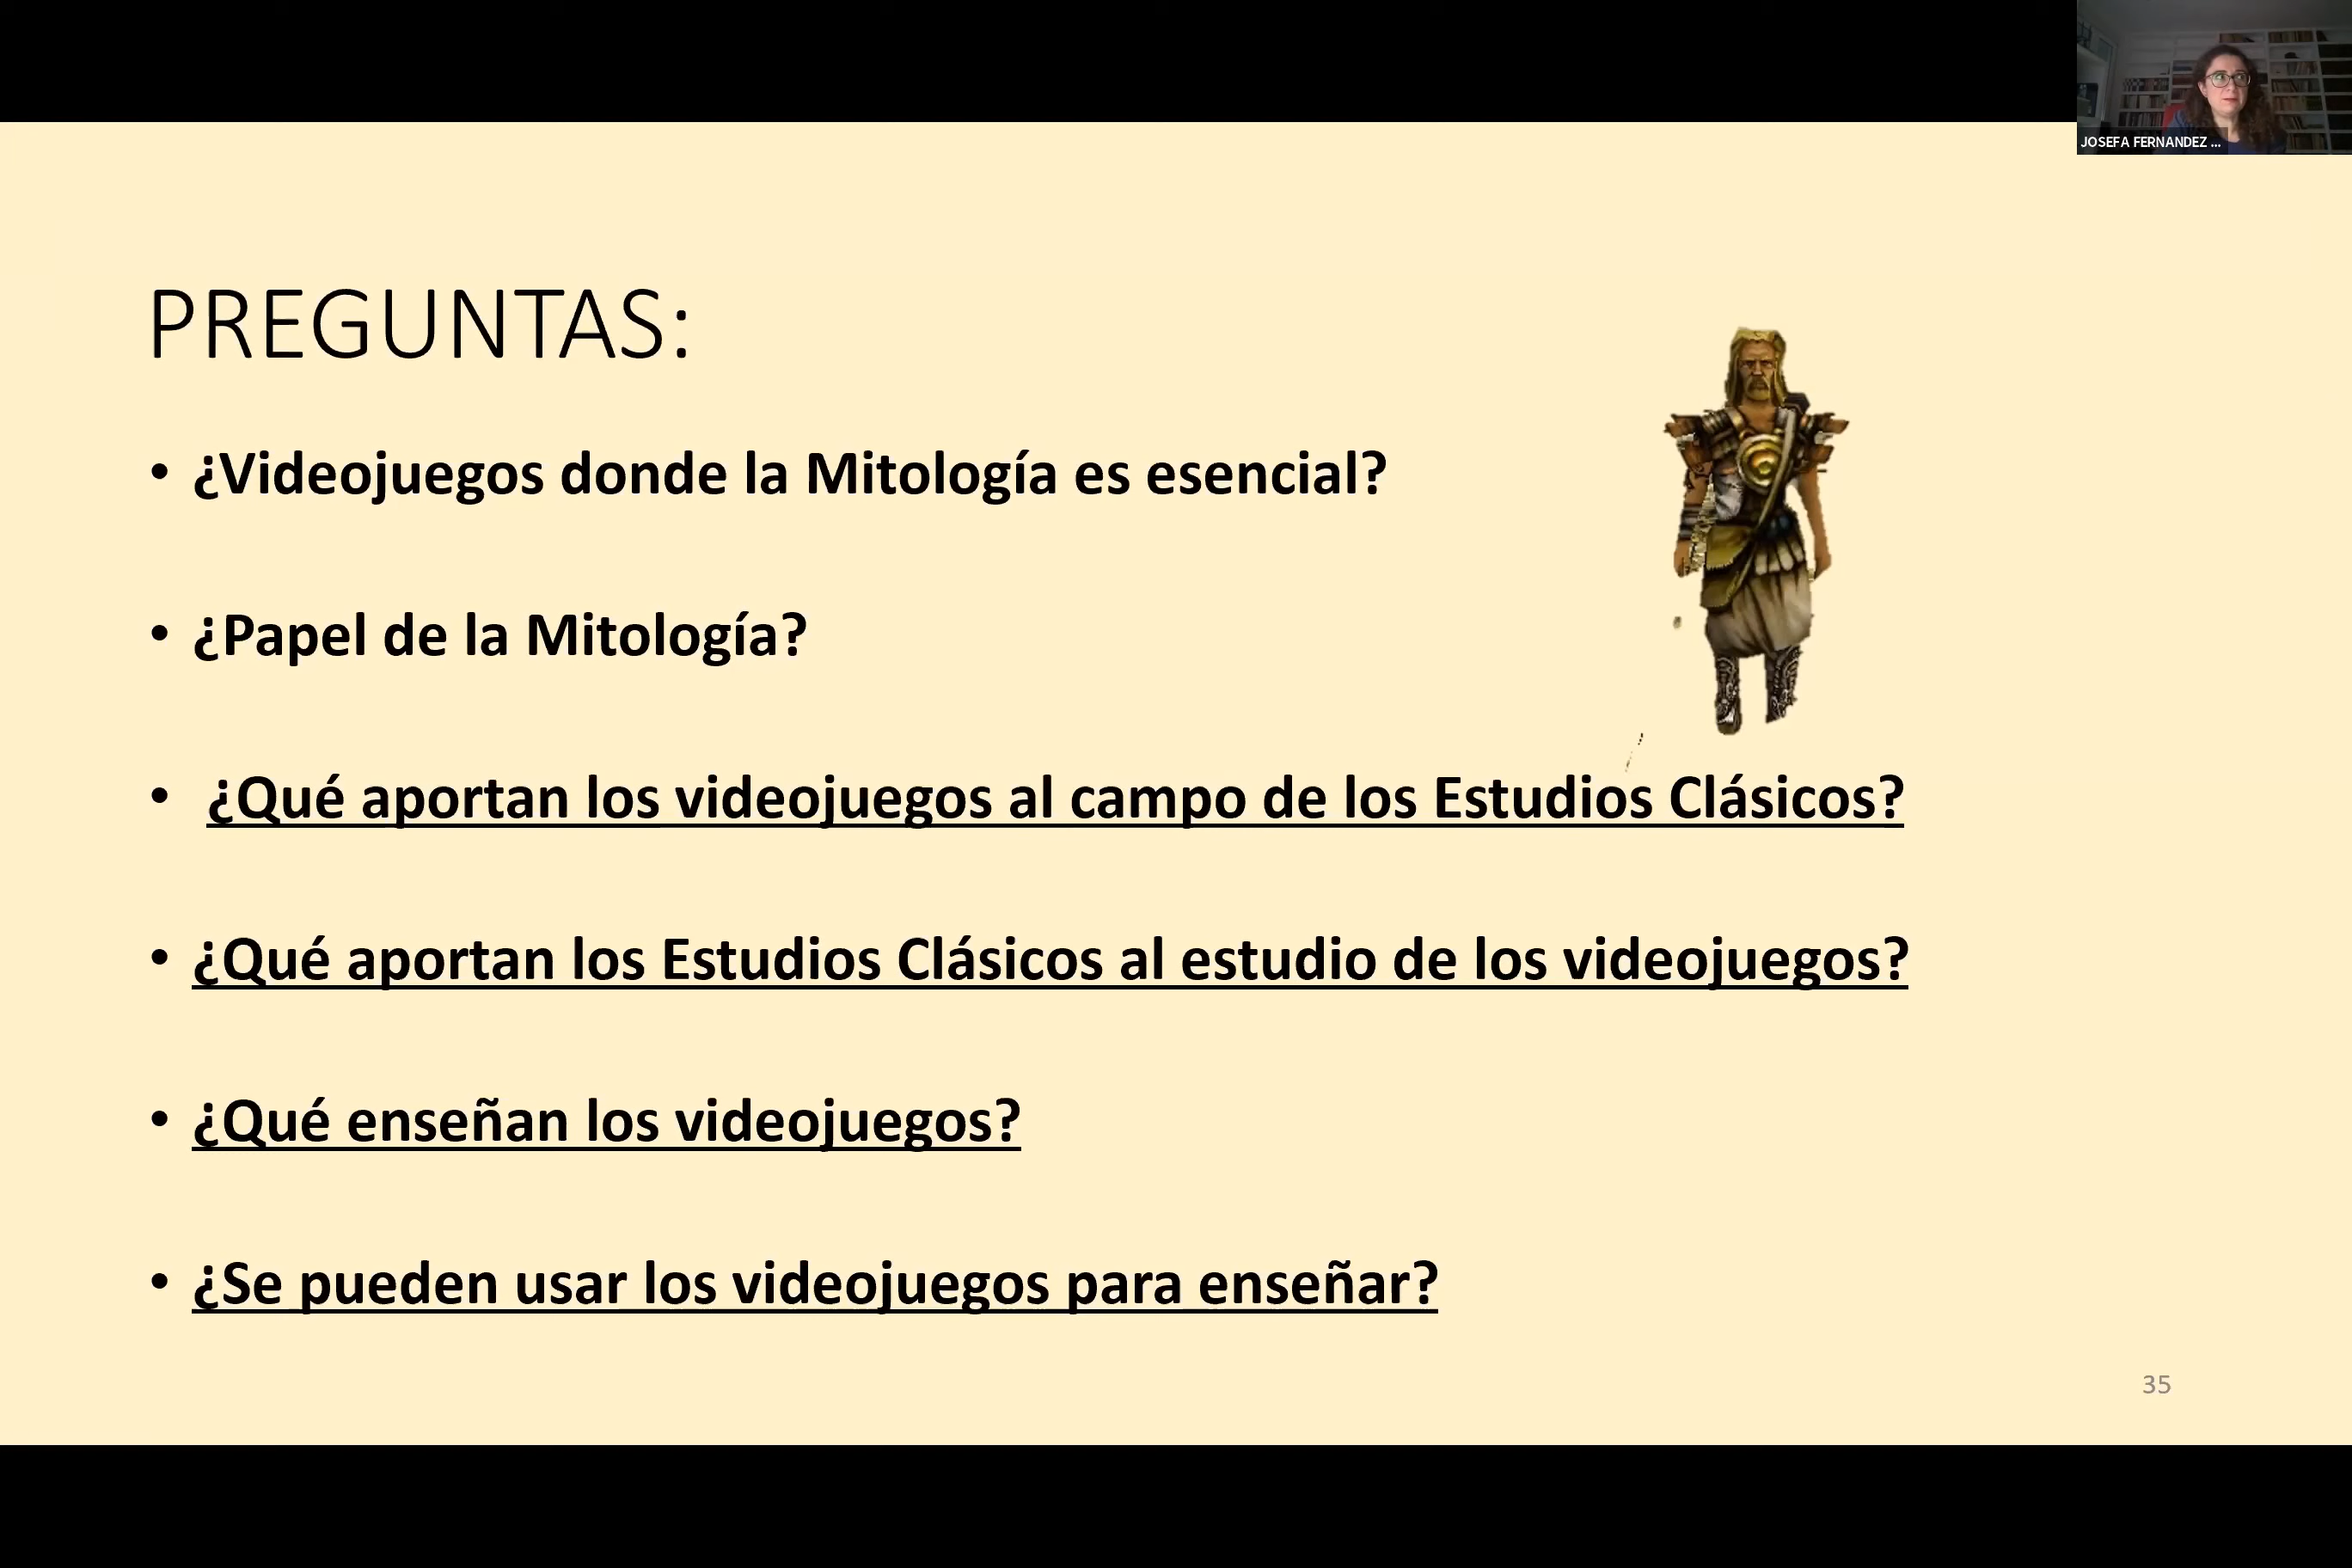 JOSEFA FERNANDEZ ...
PREGUNTAS:
• ¿Videojuegos donde la Mitología es esencial?
• ¿Papel de la Mitología?
• ¿Qué aportan los videojuegos al campo de los Estudios Clásicos?
• ¿Qué aportan los Estudios Clásicos al estudio de los videojuegos?
• ¿Qué enseñan los videojuegos?
• ¿Se pueden usar los videojuegos para enseñar?
35